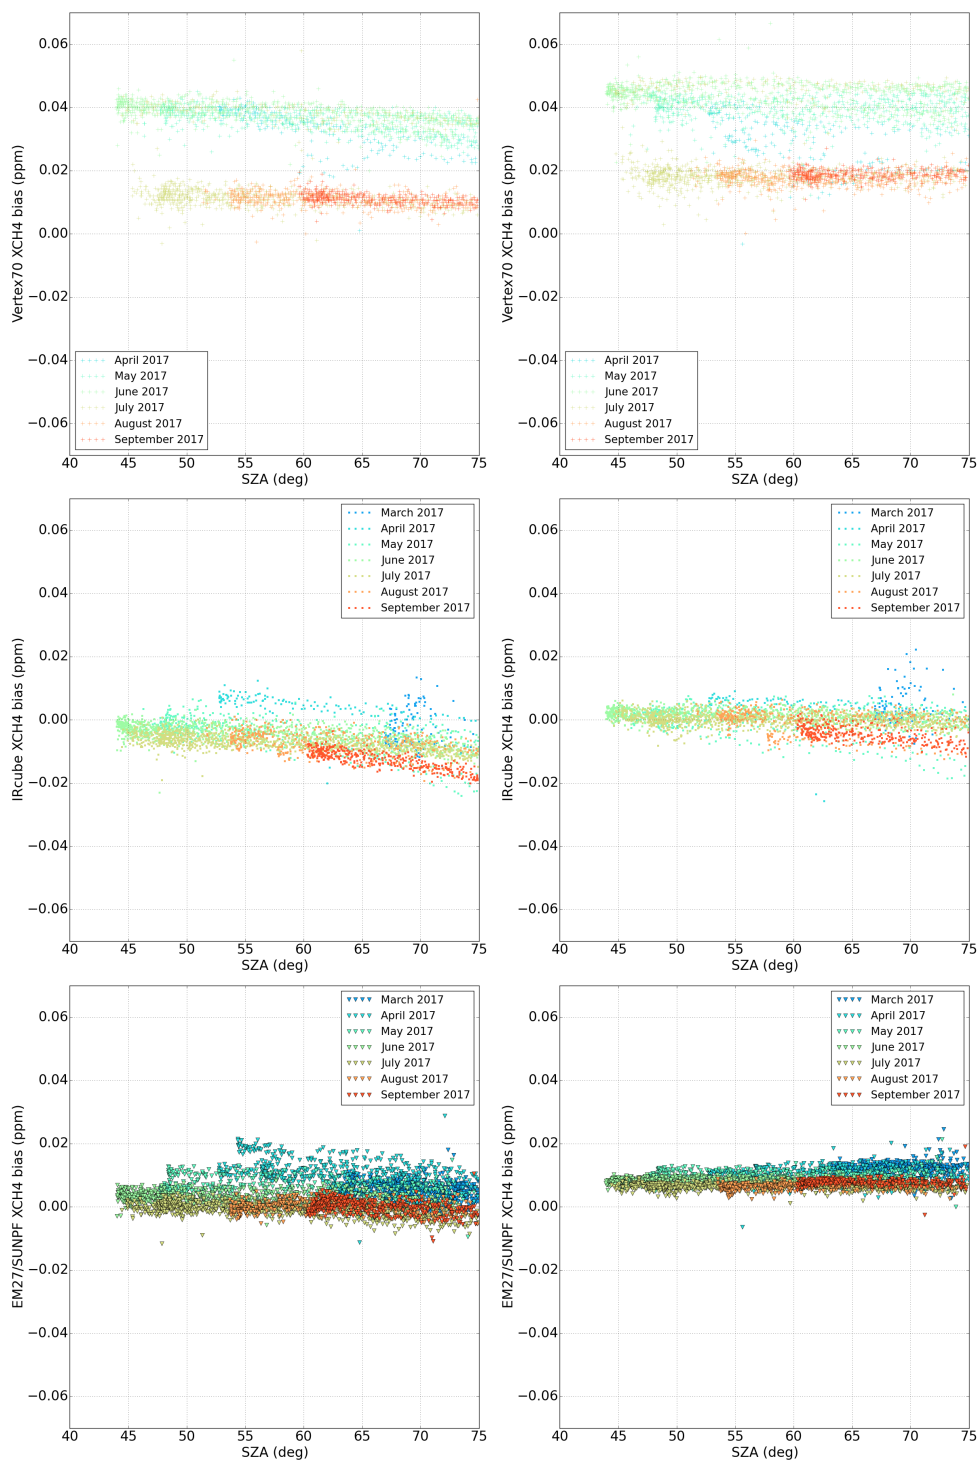 0.06
0.04
0.02
0.00
−0.02
−0.04
−0.06
Vertex70 XCH4 bias (ppm)
April 2017
May 2017
June 2017
July 2017
August 2017
September 2017
40 45 50 55 60 65 70 75
SZA (deg)
0.06
0.04
0.02
0.00
−0.02
−0.04
−0.06
Vertex70 XCH4 bias (ppm)
April 2017
May 2017
June 2017
July 2017
August 2017
September 2017
40 45 50 55 60 65 70 75
SZA (deg)
0.06
0.04
0.02
0.00
−0.02
−0.04
−0.06
IRcube XCH4 bias (ppm)
March 2017
April 2017
May 2017
June 2017
July 2017
August 2017
September 2017
40 45 50 55 60 65 70 75
SZA (deg)
0.06
0.04
0.02
0.00
−0.02
−0.04
−0.06
IRcube XCH4 bias (ppm)
March 2017
April 2017
May 2017
June 2017
July 2017
August 2017
September 2017
40 45 50 55 60 65 70 75
SZA (deg)
0.06
0.04
0.02
0.00
−0.02
−0.04
−0.06
EM27/SUNPF XCH4 bias (ppm)
March 2017
April 2017
May 2017
June 2017
July 2017
August 2017
September 2017
40 45 50 55 60 65 70 75
SZA (deg)
0.06
0.04
0.02
0.00
−0.02
−0.04
−0.06
EM27/SUNPF XCH4 bias (ppm)
March 2017
April 2017
May 2017
June 2017
July 2017
August 2017
September 2017
40 45 50 55 60 65 70 75
SZA (deg)